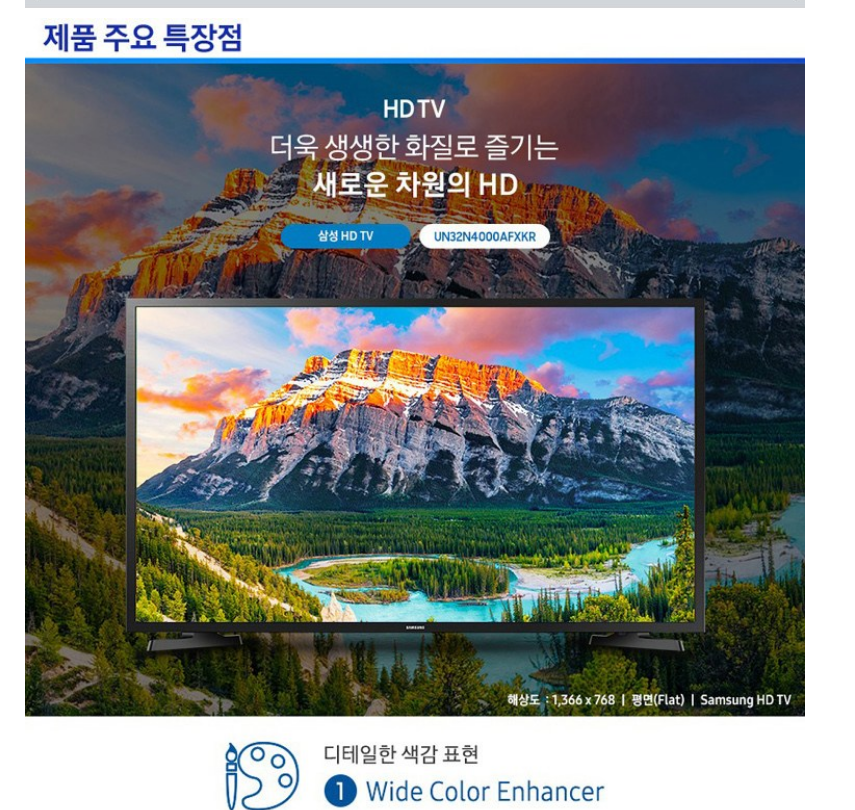 제품 주요 특장점
HDTV
더욱 생생한 화질로 즐기는
새로운 차원의 HD
삼성 HD TV
UN32N4000AFXKR
SAMSUNG
해상도 : 1,366 x 768 | 평면(Flat) | Samsung HD TV
디테일한 색감 표현
1 Wide Color Enhancer